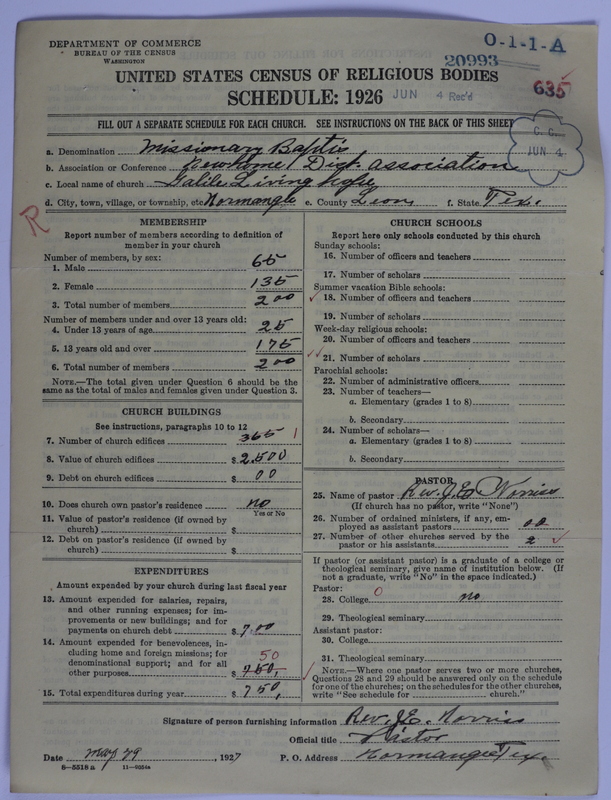 DEPARTMENT OF COMMERCE
BUREAU OF THE CENSUS
WASHINGTON
O-1-1-A
20993
UNITED STATES CENSUS OF RELIGIOUS BODIES
SCHEDULE: 1926
JUN 4 Rec'd
635
FILL OUT A SEPARATE SCHEDULE FOR EACH CHURCH. SEE INSTRUCTIONS ON THE BACK OF THIS SHEET
C. C.
JUN 4
a. Denomination Missionary Baptis
b. Association or Conference Dist. Association
c. Local name of church
d. City, town, village, or township, etc. Normangee e. County Leon f. State Tex.
R
MEMBERSHIP
Report number of members according to definition of member in your church
Number of members, by sex:
1. Male 65
2. Female 135
3. Total number of members 200
Number of members under and over 13 years old:
4. Under 13 years of age 25
5. 13 years old and over 175
6. Total number of members 200
NOTE.—The total given under Question 6 should be the
same as the total of males and females given under Question 3.
CHURCH BUILDINGS
See instructions, paragraphs 10 to 12
7. Number of church edifices 365 1
8. Value of church edifices $ 2,500
9. Debt on church edifices $ 00
10. Does church own pastor's residence no
Yes or No
11. Value of pastor's residence (if owned by
church) $
12. Debt on pastor's residence (if owned by
church) $
EXPENDITURES
Amount expended by your church during last fiscal year
13. Amount expended for salaries, repairs,
and other running expenses; for im-
provements or new buildings; and for
payments on church debt $ 700
14. Amount expended for benevolences, in-
cluding home and foreign missions; for
denominational support; and for all
other purposes $ 750, 50
15. Total expenditures during year $ 750,
CHURCH SCHOOLS
Report here only schools conducted by this church
Sunday schools:
16. Number of officers and teachers
17. Number of scholars
Summer vacation Bible schools:
18. Number of officers and teachers
19. Number of scholars
Week-day religious schools:
20. Number of officers and teachers
21. Number of scholars
Parochial schools:
22. Number of administrative officers
23. Number of teachers—
a. Elementary (grades 1 to 8)
b. Secondary
24. Number of scholars—
a. Elementary (grades 1 to 8)
b. Secondary
PASTOR
25. Name of pastor Rev. J. E. Norriss
(If church has no pastor, write "None")
26. Number of ordained ministers, if any, em-
ployed as assistant pastors 00
27. Number of other churches served by the
pastor or his assistants 2
If pastor (or assistant pastor) is a graduate of a college or
theological seminary, give name of institution below. (If
not a graduate, write "No" in the space indicated.)
Pastor:
28. College 0 no
29. Theological seminary
Assistant pastor:
30. College
31. Theological seminary
NOTE.—Where one pastor serves two or more churches,
Questions 28 and 29 should be answered only on the schedule
for one of the churches; on the schedules for the other churches,
write "See schedule for church."
Signature of person furnishing information Rev. J. E. Norriss
Official title Pastor
Date May 29, 1927 P. O. Address Normangee Tex.
8—5518 a 11—9354a